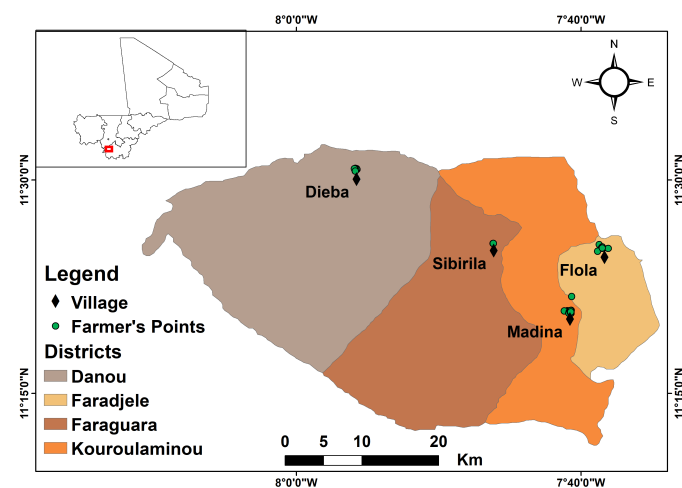 8°0'0"W 7°40'0"W
N
W E
S
11°30'0"N 11°30'0"N
Dieba
Sibirila
Flola
Madina
Legend
Village
Farmer's Points
Districts
Danou
Faradjele
Faraguara
Kouroulaminou
11°15'0"N 11°15'0"N
0 5 10 20
Km
8°0'0"W 7°40'0"W